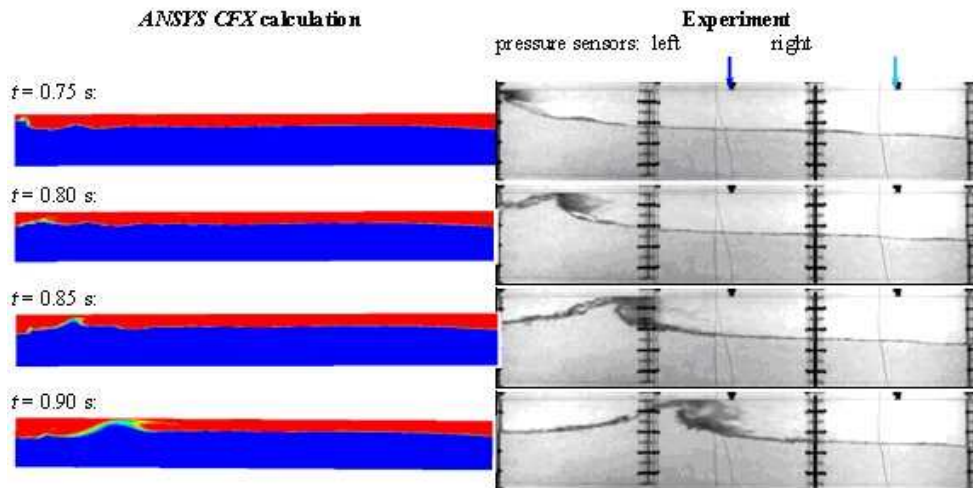 ANSYS CFX calculation
Experiment
pressure sensors: left right
t = 0.75 s:
t = 0.80 s:
t = 0.85 s:
t = 0.90 s: